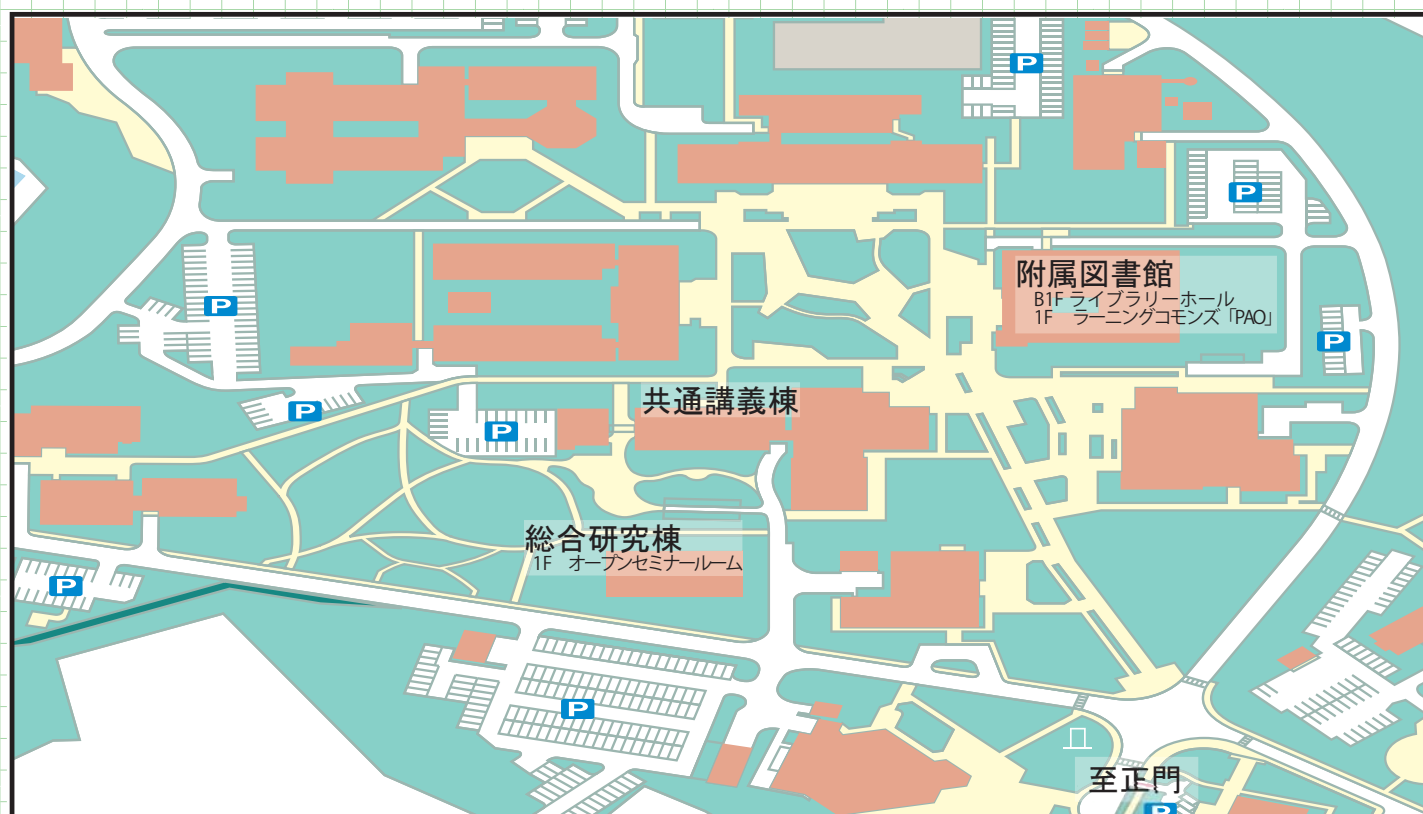 P
P
附属図書館
B1F ライブラリーホール
1F　ラーニングコモンズ「PAO」
P
P
共通講義棟
P
P
総合研究棟
1F　オープンセミナールーム
P
P
至正門
P